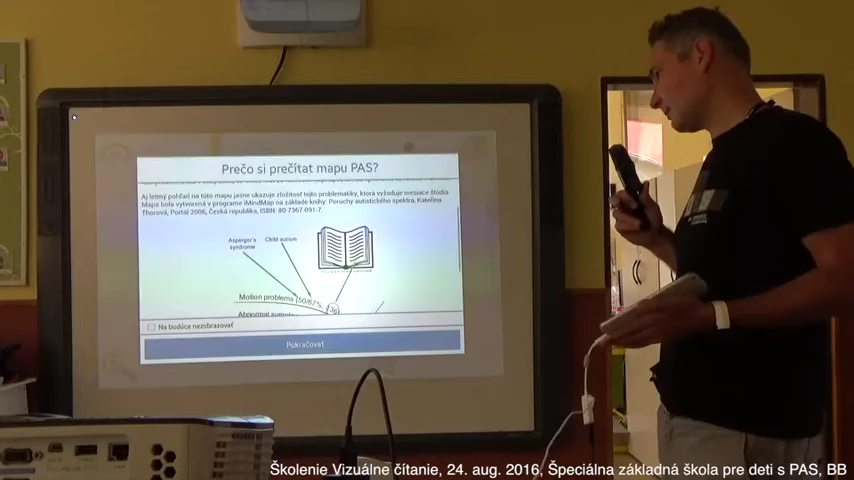 Prečo si prečítať mapu PAS?
Aj letmý pohľad na túto mapu jasne ukazuje zložitosť tejto problematiky, ktorá vyžaduje mesiace štúdia
Mapa bola vytvorená v programe iMindMap na základe knihy: Poruchy autistického spektra, Kateřina
Thorová, Portál 2006, Česká republika, ISBN: 80-7367-091-7.
Asperger's
syndrome
Child autism
Motion problems (50/67%,
36
Abnormal
Na budúce nezobrazovať
Pokračovať
Školenie Vizuálne čítanie, 24. aug. 2016, Špeciálna základná škola pre deti s PAS, BB